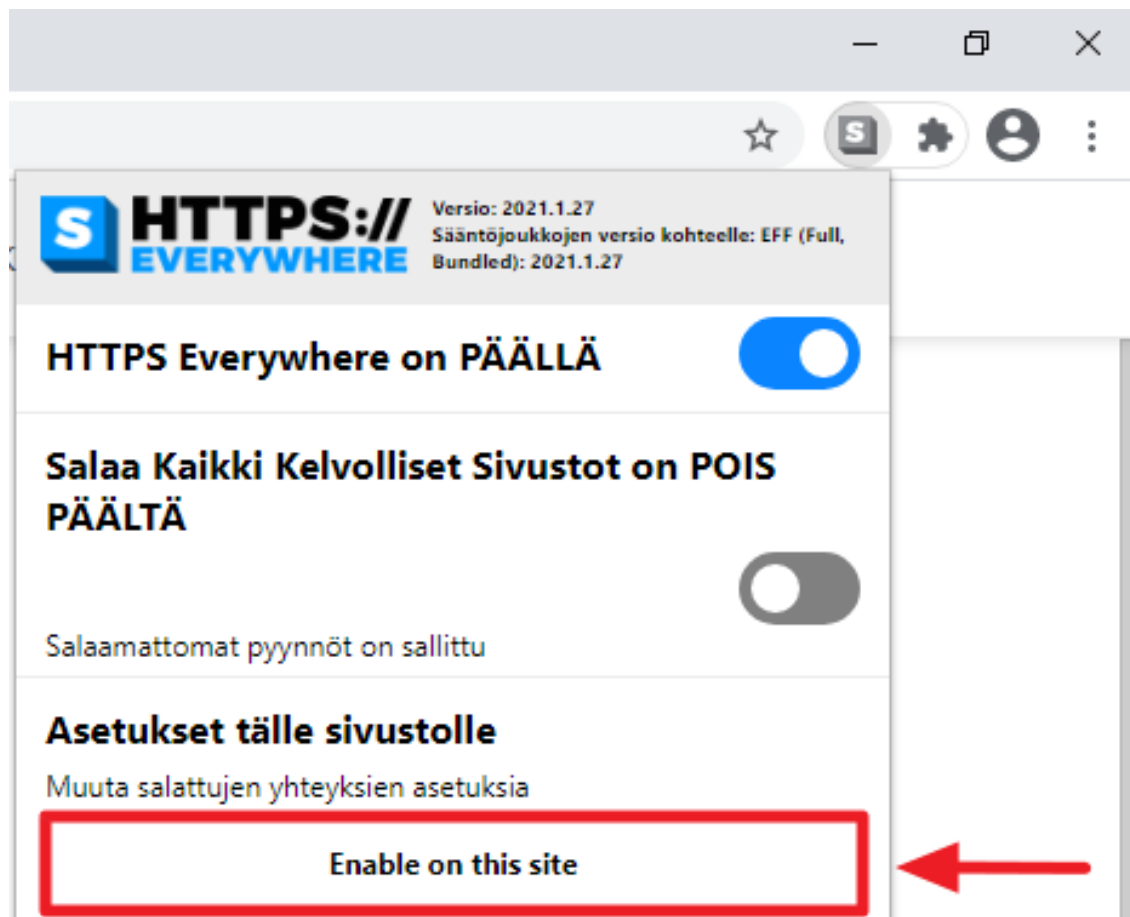 S HTTPS://
EVERYWHERE
Versio: 2021.1.27
Sääntöjoukkojen versio kohteelle: EFF (Full,
Bundled): 2021.1.27
HTTPS Everywhere on PÄÄLLÄ
Salaa Kaikki Kelvolliset Sivustot on POIS
PÄÄLTÄ
Salaamattomat pyynnöt on sallittu
Asetukset tälle sivustolle
Muuta salattujen yhteyksien asetuksia
Enable on this site